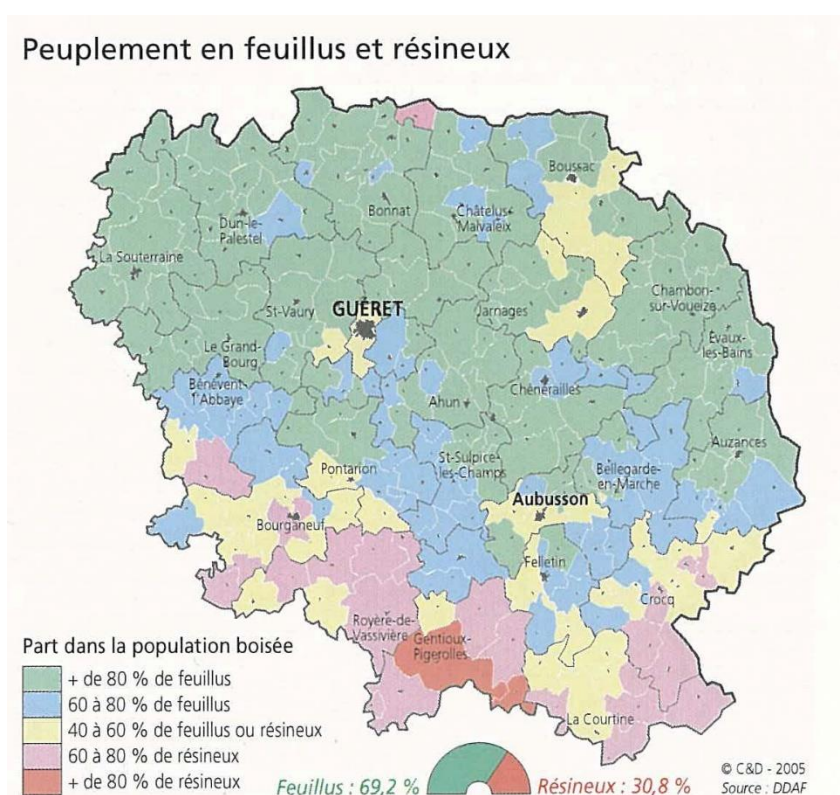 Peuplement en feuillus et résineux
Boussac
Dun-le-
Palestel
Bonnat
Châtelus-
Malvaleix
La Souterraine
St-Vaury
GUÉRET
Jarnages
Chambon-
sur-Voueize
Évaux-
les-Bains
Le Grand-
Bourg
Bénévent-
l'Abbaye
Ahun
Chénérailles
Auzances
Pontarion
St-Sulpice-
les-Champs
Bellegarde-
en-Marche
Aubusson
Bourganeuf
Felletin
Crocq
Royère-de-
Vassivière
Gentioux-
Pigerolles
La Courtine
Part dans la population boisée
+ de 80 % de feuillus
60 à 80 % de feuillus
40 à 60 % de feuillus ou résineux
60 à 80 % de résineux
+ de 80 % de résineux
Feuillus : 69,2 %
Résineux : 30,8 %
© C&D - 2005
Source : DDAF